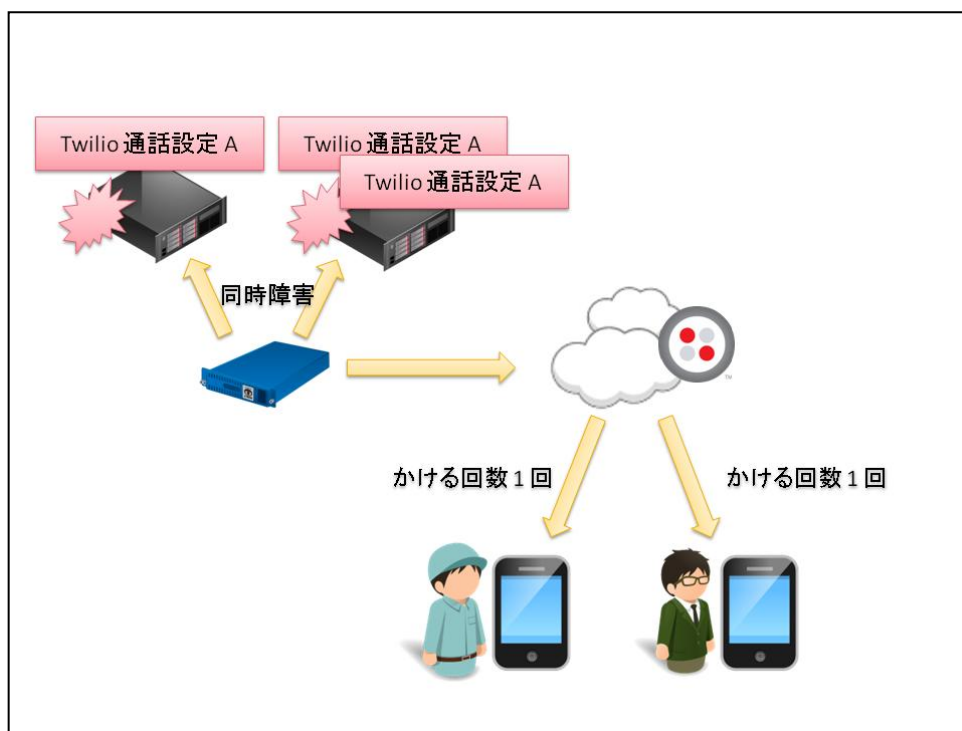 Twilio 通話設定 A
Twilio 通話設定 A
Twilio 通話設定 A
同時障害
TM
かける回数 1 回
かける回数 1 回